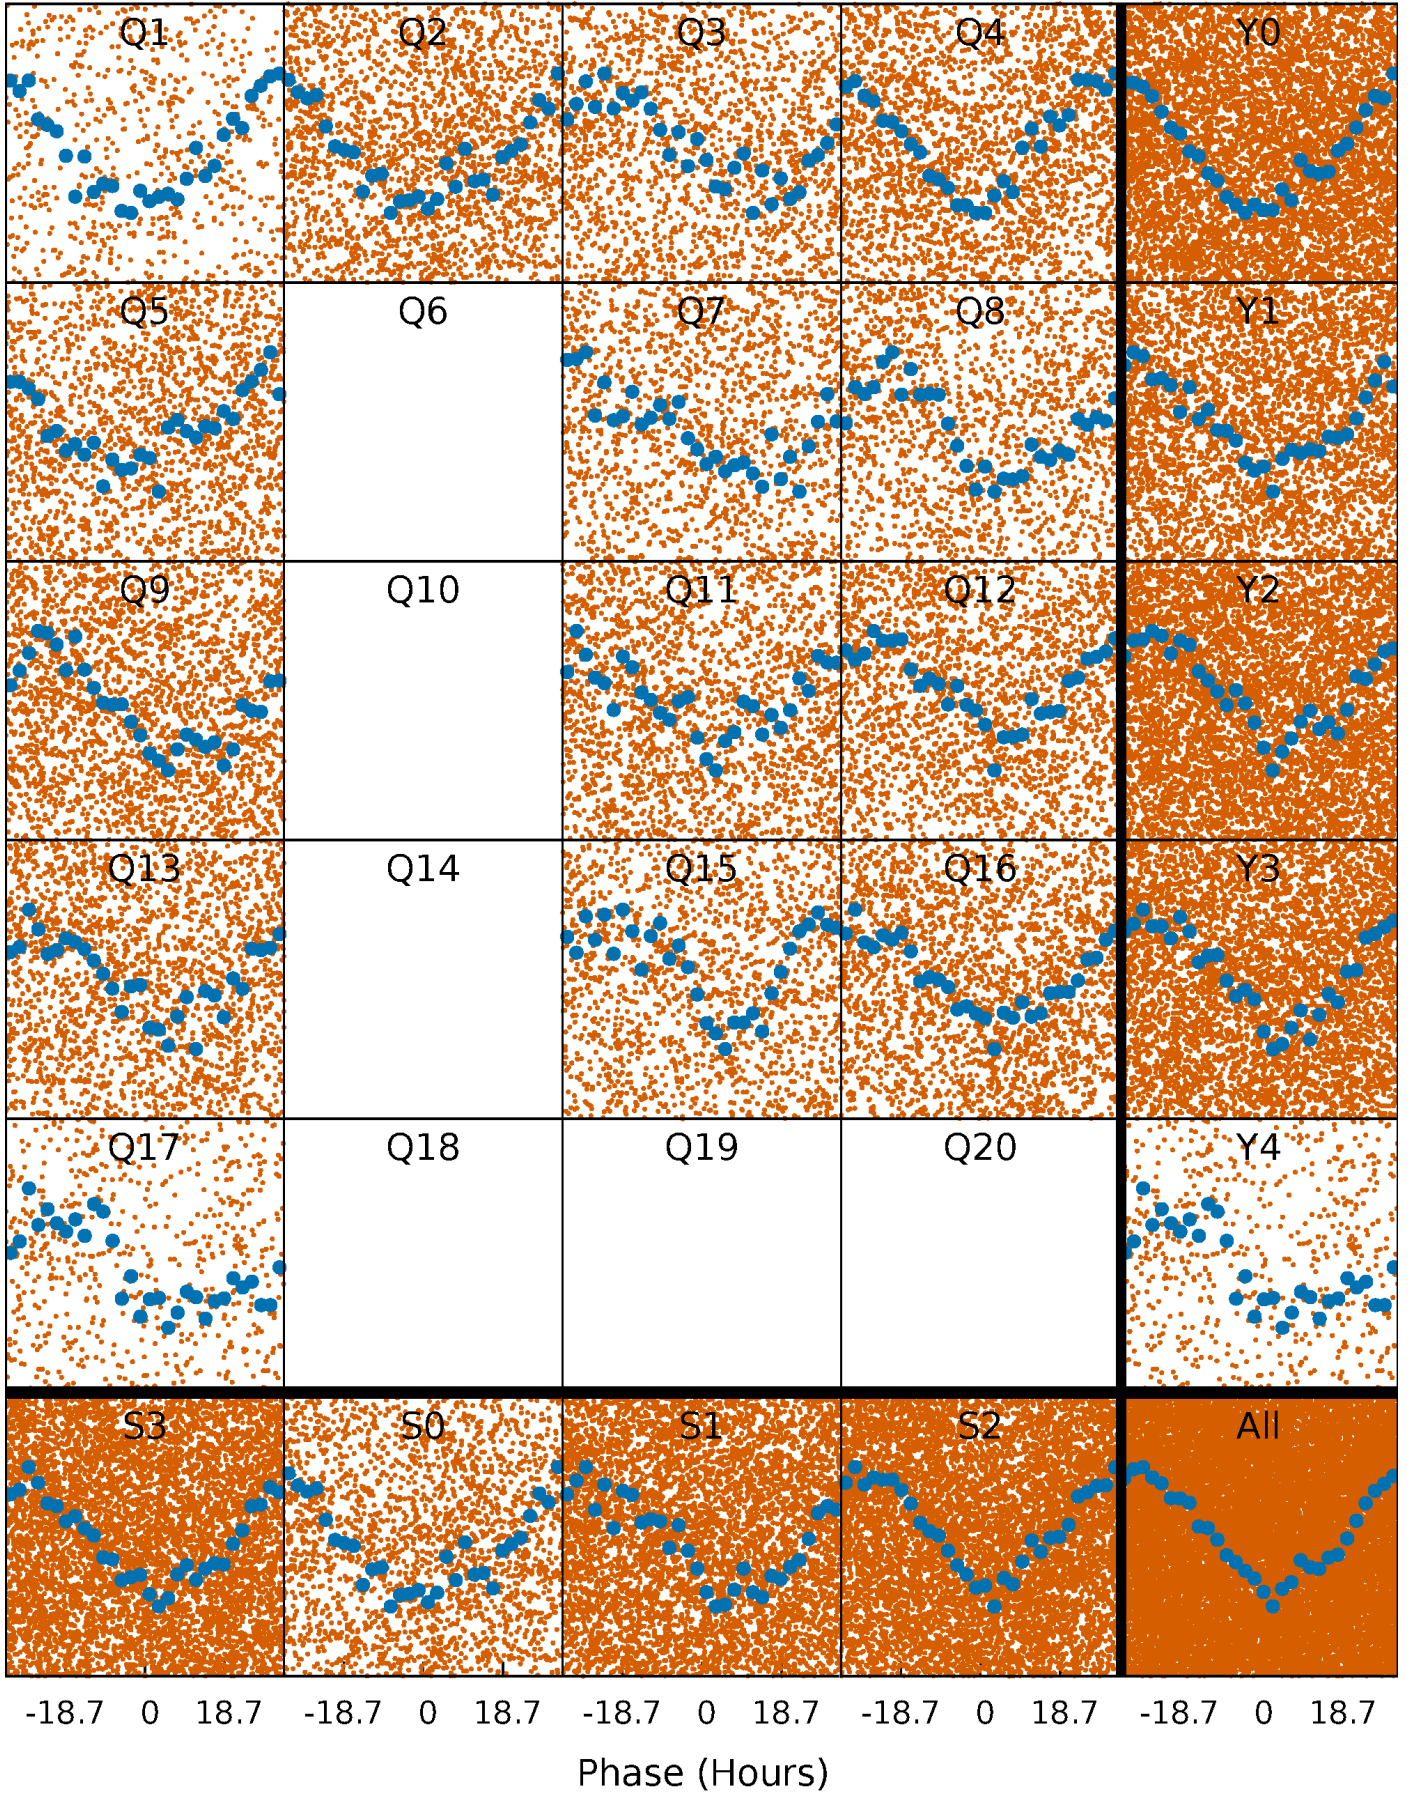 Q1 Q2 Q3 Q4 Y0
Q5 Q6 Q7 Q8 Y1
Q9 Q10 Q11 Q12 Y2
Q13 Q14 Q15 Q16 Y3
Q17 Q18 Q19 Q20 Y4
S3 S0 S1 S2 All
-18.7 0 18.7 -18.7 0 18.7 -18.7 0 18.7 -18.7 0 18.7 -18.7 0 18.7
Phase (Hours)